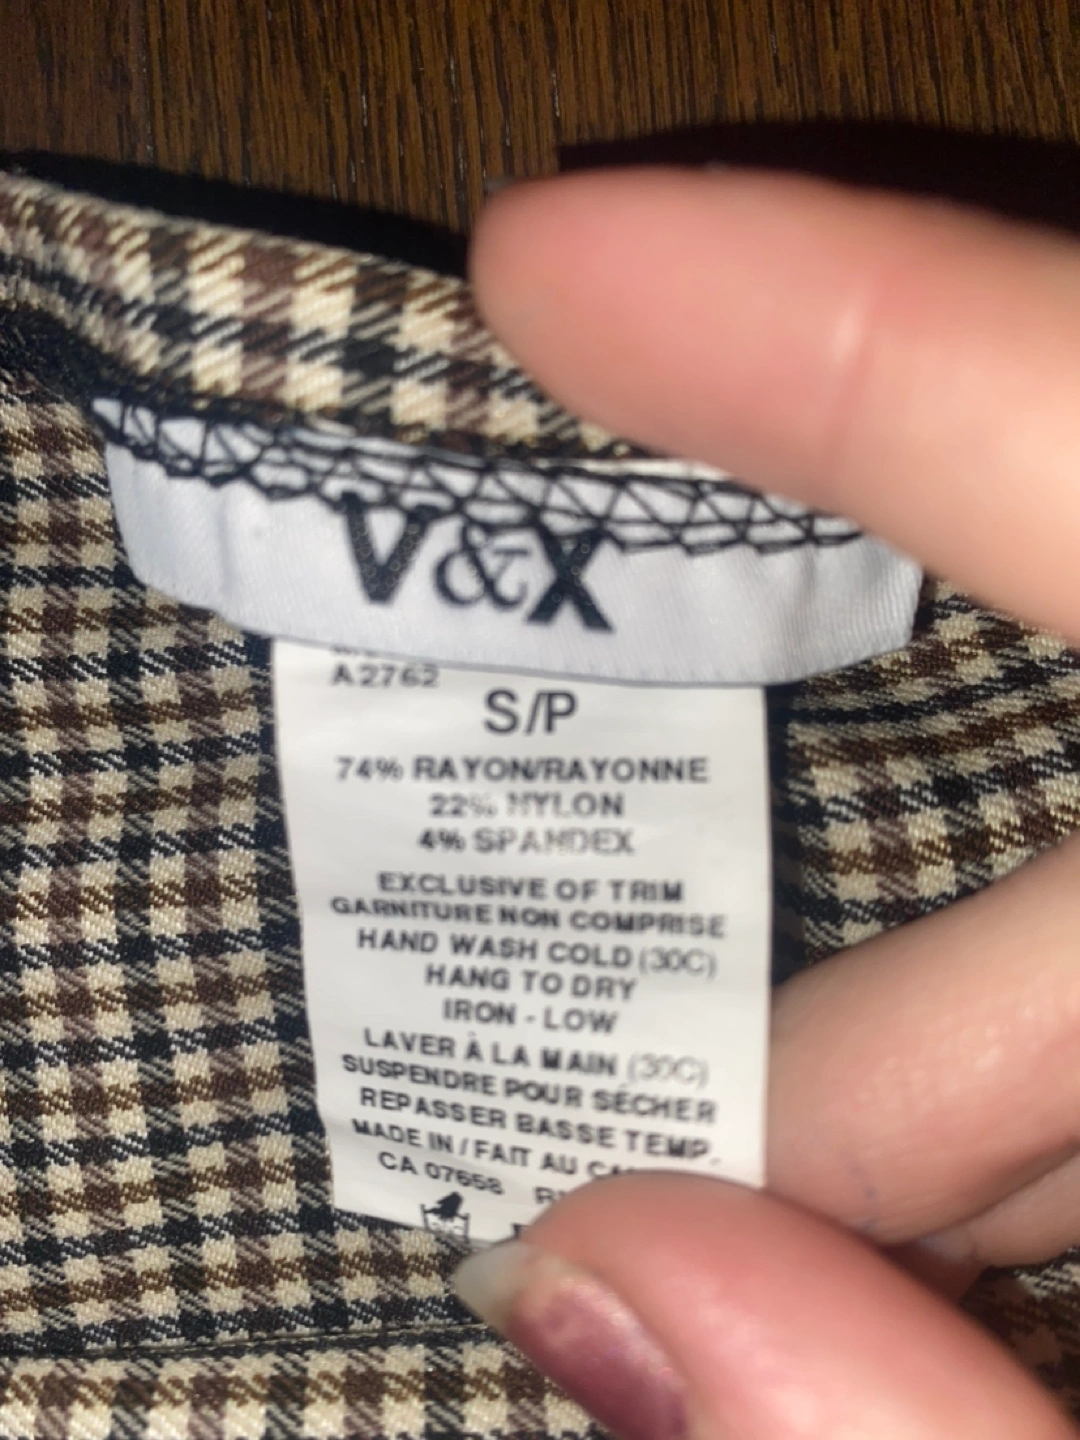 V&X
A2762
S/P
74% RAYON/RAYONNE
22% NYLON
4% SPANDEX
EXCLUSIVE OF TRIM
GARNITURE NON COMPRISE
HAND WASH COLD (30C)
HANG TO DRY
IRON - LOW
LAVER À LA MAIN (30C)
SUSPENDRE POUR SÉCHER
REPASSER BASSE TEMP.
MADE IN / FAIT AU
CA 07658